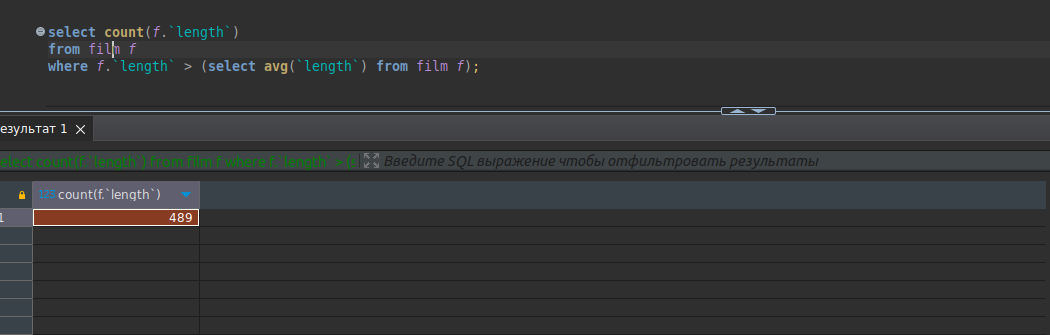 select count(f.`length`)
from film f
where f.`length` > (select avg(`length`) from film f);
езультат 1
elect count(f.`length`) from film f where f.`length` > (s
Введите SQL выражение чтобы отфильтровать результаты
123 count(f.`length`)
1
489